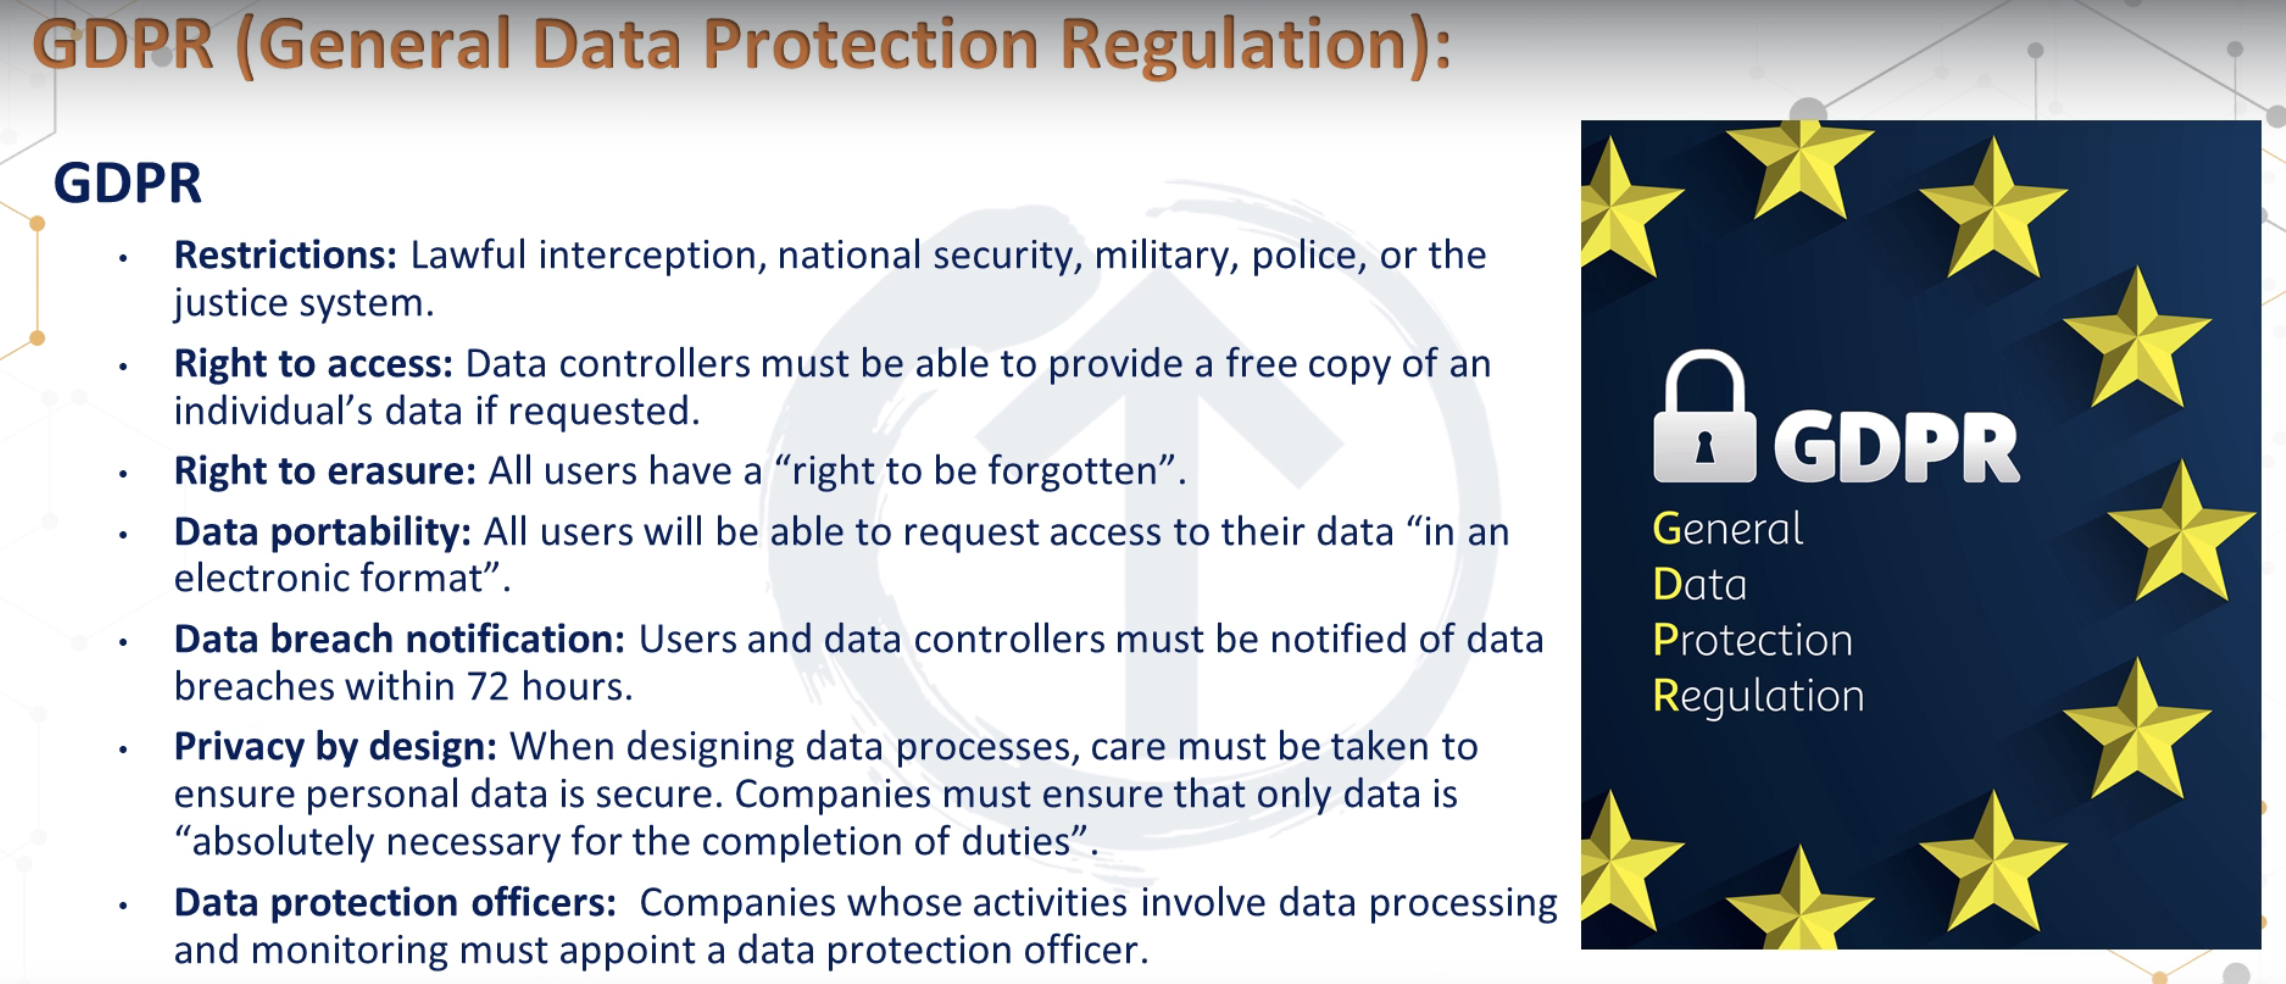 GDPR (General Data Protection Regulation):
GDPR
• Restrictions: Lawful interception, national security, military, police, or the
justice system.
• Right to access: Data controllers must be able to provide a free copy of an
individual’s data if requested.
• Right to erasure: All users have a “right to be forgotten”.
• Data portability: All users will be able to request access to their data “in an
electronic format”.
• Data breach notification: Users and data controllers must be notified of data
breaches within 72 hours.
• Privacy by design: When designing data processes, care must be taken to
ensure personal data is secure. Companies must ensure that only data is
“absolutely necessary for the completion of duties”.
• Data protection officers: Companies whose activities involve data processing
and monitoring must appoint a data protection officer.
GDPR
General
Data
Protection
Regulation